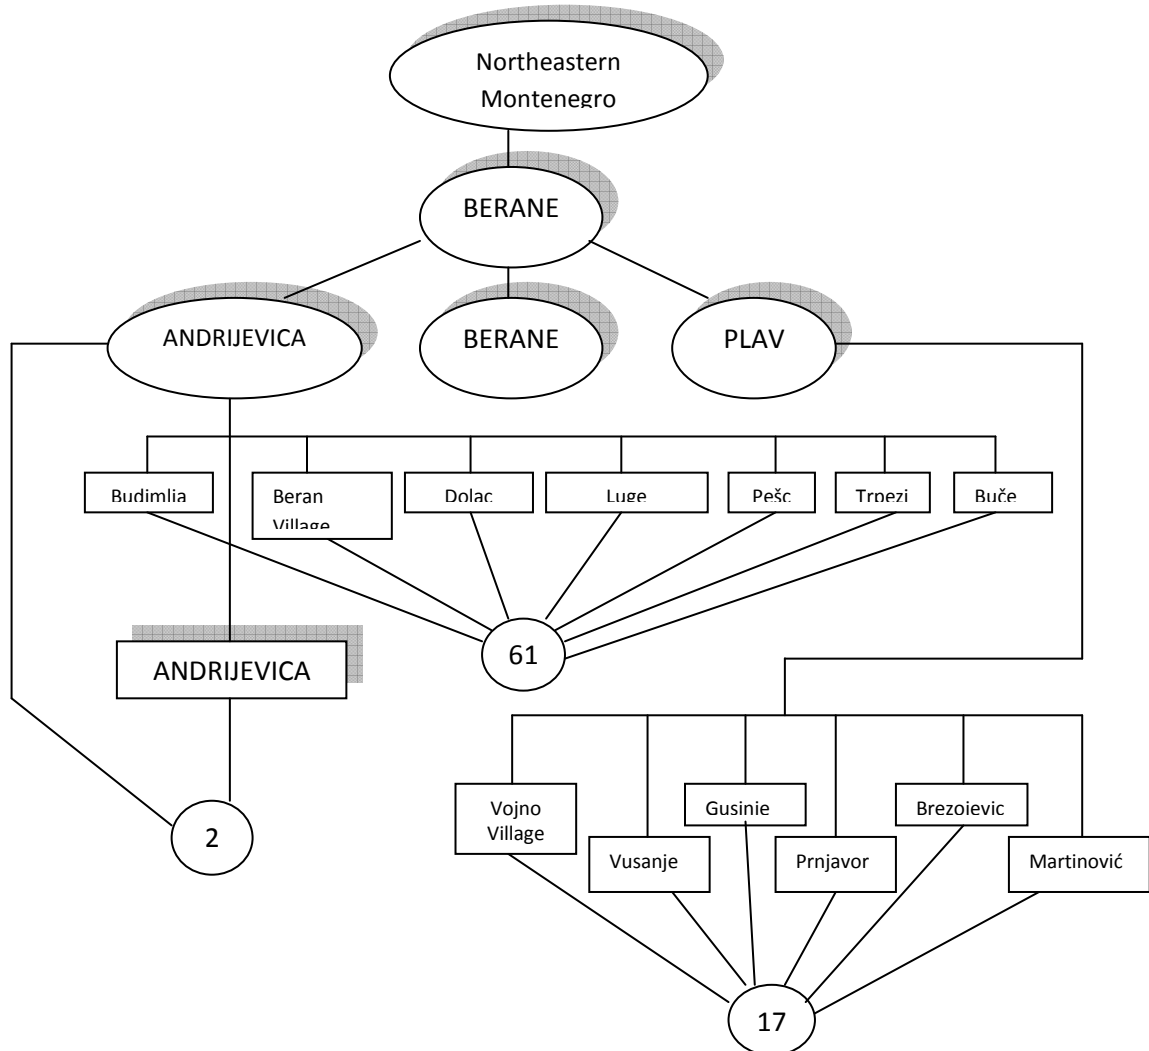 Northeastern
Montenegro
BERANE
ANDRIJEVICA
BERANE
PLAV
Budimlja
Beran
Village
Dolac
Luge
Pešc
Trpezi
Buče
61
ANDRIJEVICA
2
Vojno
Village
Vusanje
Gusinje
Prnjavor
Brezojevic
Martinović
17